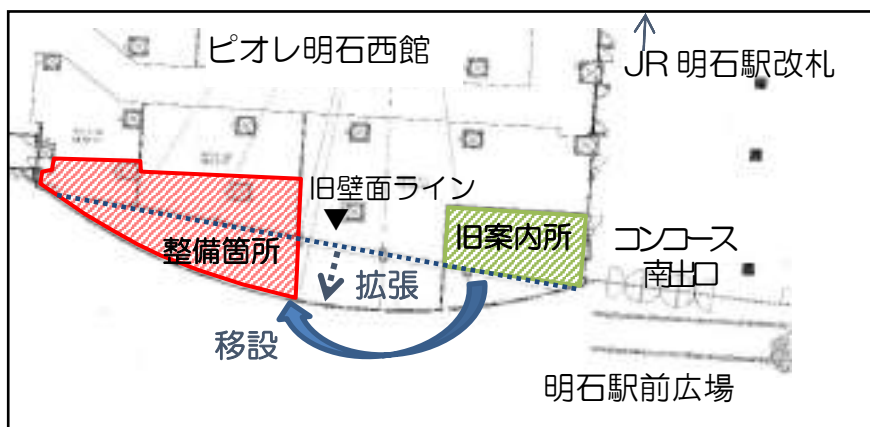 ピオレ明石西館
JR 明石駅改札
旧壁面ライン
整備箇所
旧案内所
コンコース
南出口
拡張
移設
明石駅前広場